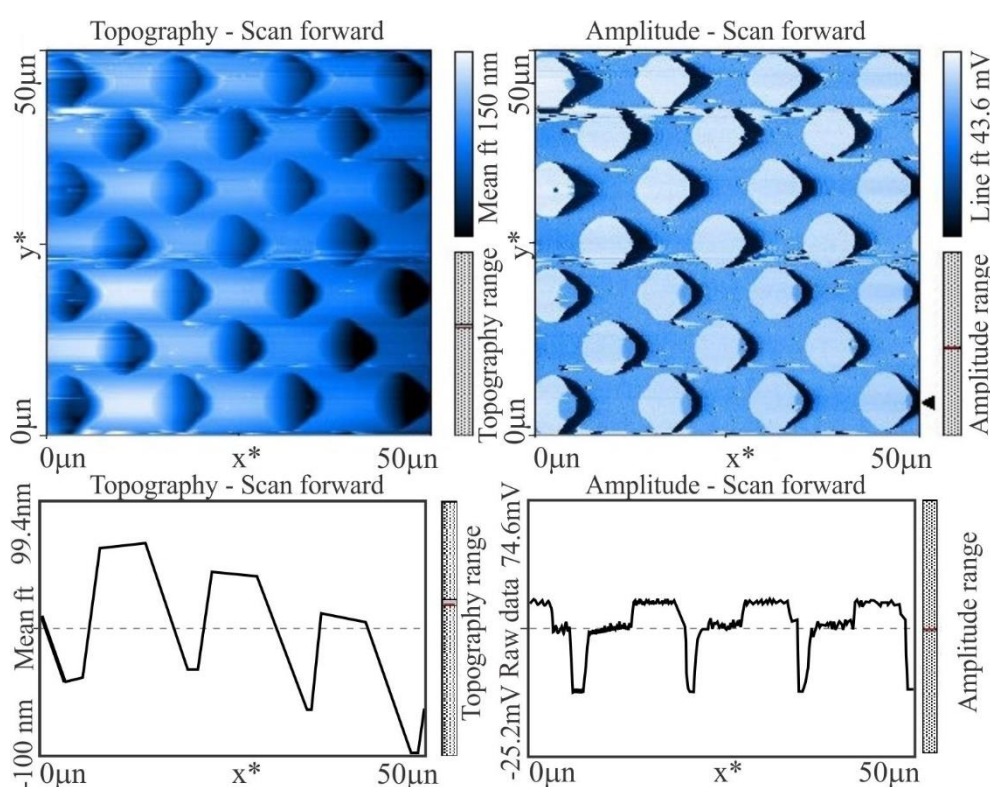 Topography - Scan forward
50µn
y*
0µn
0µn
x*
50µn
Mean ft 150 nm
Topography range
Amplitude - Scan forward
50µn
y*
0µn
0µn
x*
50µn
Line ft 43.6 mV
Amplitude range
Topography - Scan forward
-100 nm Mean ft 99.4nm
0µn
x*
50µn
Topography range
Amplitude - Scan forward
-25.2mV Raw data 74.6mV
0µn
x*
50µn
Amplitude range